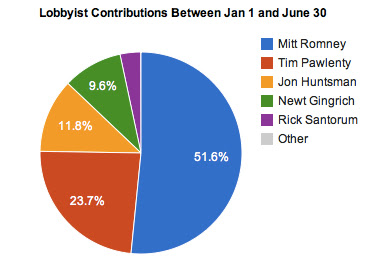 Lobbyist Contributions Between Jan 1 and June 30
Mitt Romney
Tim Pawlenty
Jon Huntsman
Newt Gingrich
Rick Santorum
Other
9.6%
11.8%
51.6%
23.7%